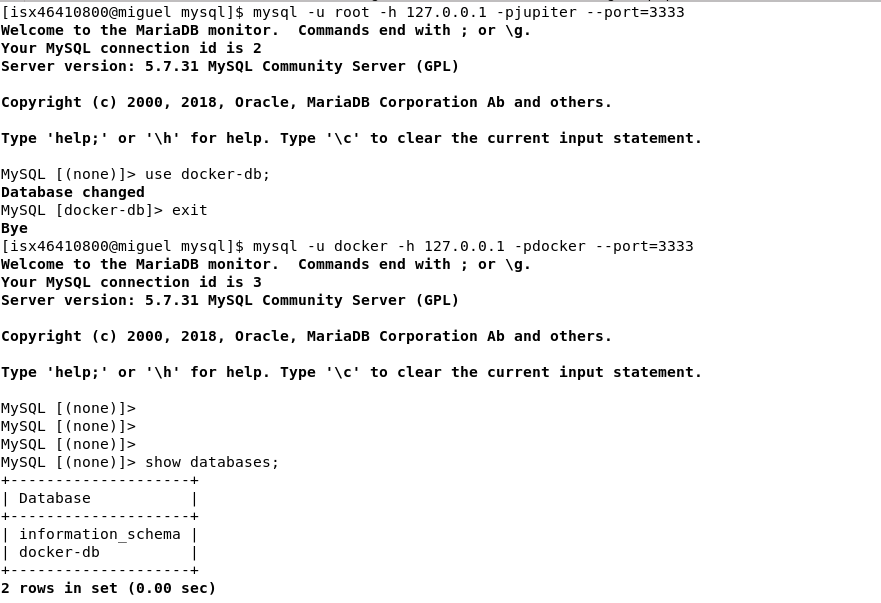 [isx46410800@miguel mysql]$ mysql -u root -h 127.0.0.1 -pjupiter --port=3333
Welcome to the MariaDB monitor.  Commands end with ; or \g.
Your MySQL connection id is 2
Server version: 5.7.31 MySQL Community Server (GPL)

Copyright (c) 2000, 2018, Oracle, MariaDB Corporation Ab and others.

Type 'help;' or '\h' for help. Type '\c' to clear the current input statement.

MySQL [(none)]> use docker-db;
Database changed
MySQL [docker-db]> exit
Bye
[isx46410800@miguel mysql]$ mysql -u docker -h 127.0.0.1 -pdocker --port=3333
Welcome to the MariaDB monitor.  Commands end with ; or \g.
Your MySQL connection id is 3
Server version: 5.7.31 MySQL Community Server (GPL)

Copyright (c) 2000, 2018, Oracle, MariaDB Corporation Ab and others.

Type 'help;' or '\h' for help. Type '\c' to clear the current input statement.

MySQL [(none)]>
MySQL [(none)]>
MySQL [(none)]>
MySQL [(none)]> show databases;
+--------------------+
| Database           |
+--------------------+
| information_schema |
| docker-db          |
+--------------------+
2 rows in set (0.00 sec)